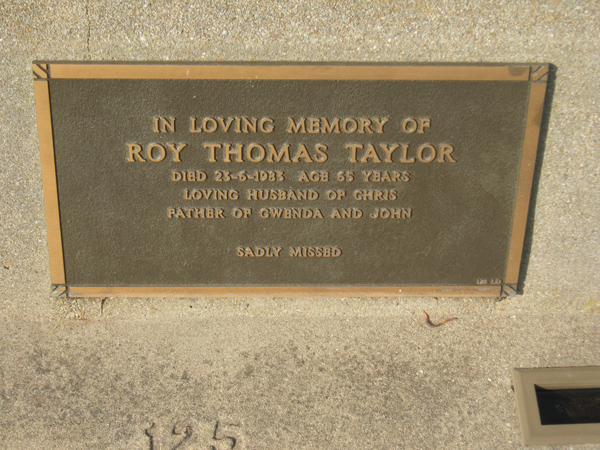 IN LOVING MEMORY OF
ROY THOMAS TAYLOR
DIED 23-6-1983 AGE 65 YEARS
LOVING HUSBAND OF CHRIS
FATHER OF GWENDA AND JOHN
SADLY MISSED
125